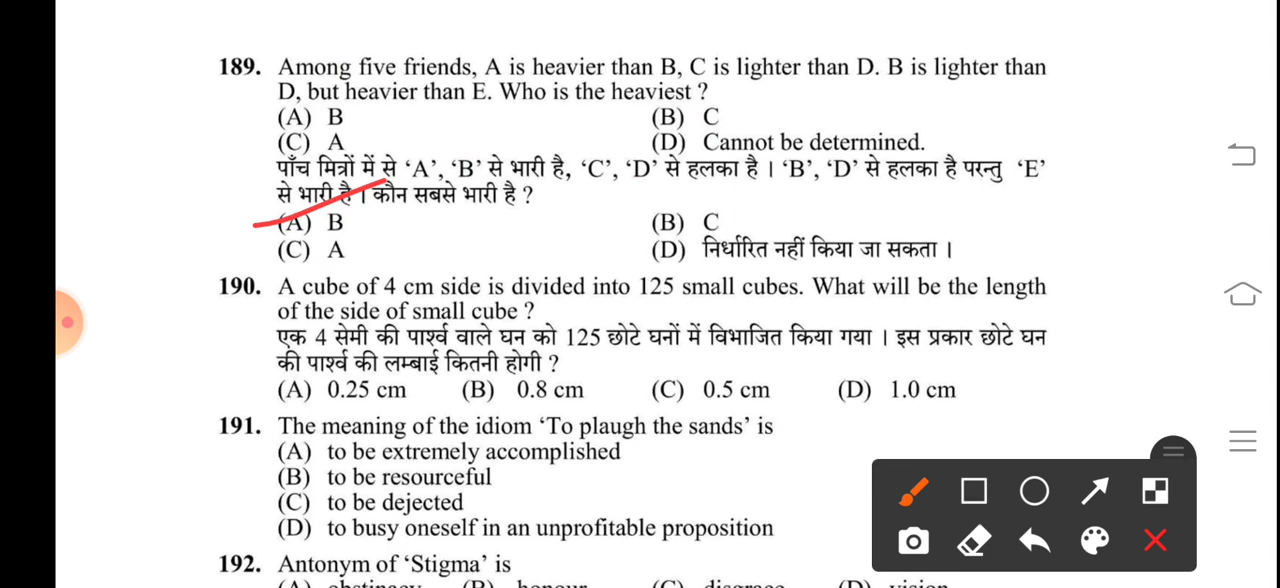 189. Among five friends, A is heavier than B, C is lighter than D. B is lighter than
D, but heavier than E. Who is the heaviest ?
(A) B (B) C
(C) A (D) Cannot be determined.
पाँच मित्रों में से ‘A’, ‘B’ से भारी है, ‘C’, ‘D’ से हलका है । ‘B’, ‘D’ से हलका है परन्तु ‘E’
से भारी है । कौन सबसे भारी है ?
(A) B (B) C
(C) A (D) निर्धारित नहीं किया जा सकता ।
190. A cube of 4 cm side is divided into 125 small cubes. What will be the length
of the side of small cube ?
एक 4 सेमी की पार्श्व वाले घन को 125 छोटे घनों में विभाजित किया गया । इस प्रकार छोटे घन
की पार्श्व की लम्बाई कितनी होगी ?
(A) 0.25 cm (B) 0.8 cm (C) 0.5 cm (D) 1.0 cm
191. The meaning of the idiom ‘To plaugh the sands’ is
(A) to be extremely accomplished
(B) to be resourceful
(C) to be dejected
(D) to busy oneself in an unprofitable proposition
192. Antonym of ‘Stigma’ is
(A) obstinacy (B) honour (C) disgrace (D) vision